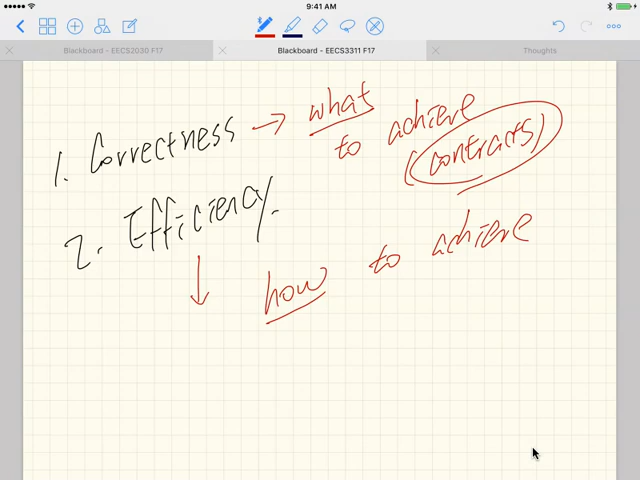 9:41 AM
Blackboard - EECS2030 F17
Blackboard - EECS3311 F17
Thoughts
1. Correctness → what to achieve
(contracts)
2. Efficiency.
↓ how to achieve